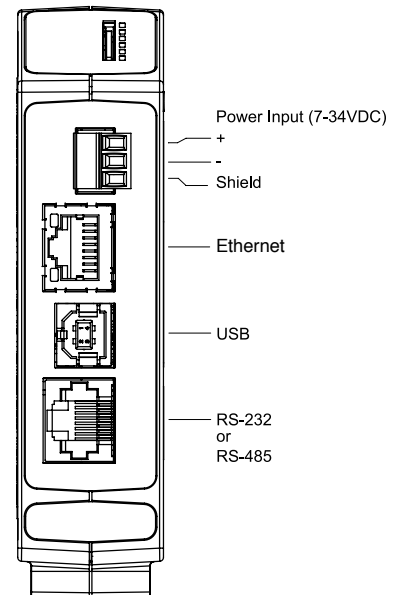 Power Input (7-34VDC)
+
-
Shield
Ethernet
USB
RS-232
or
RS-485